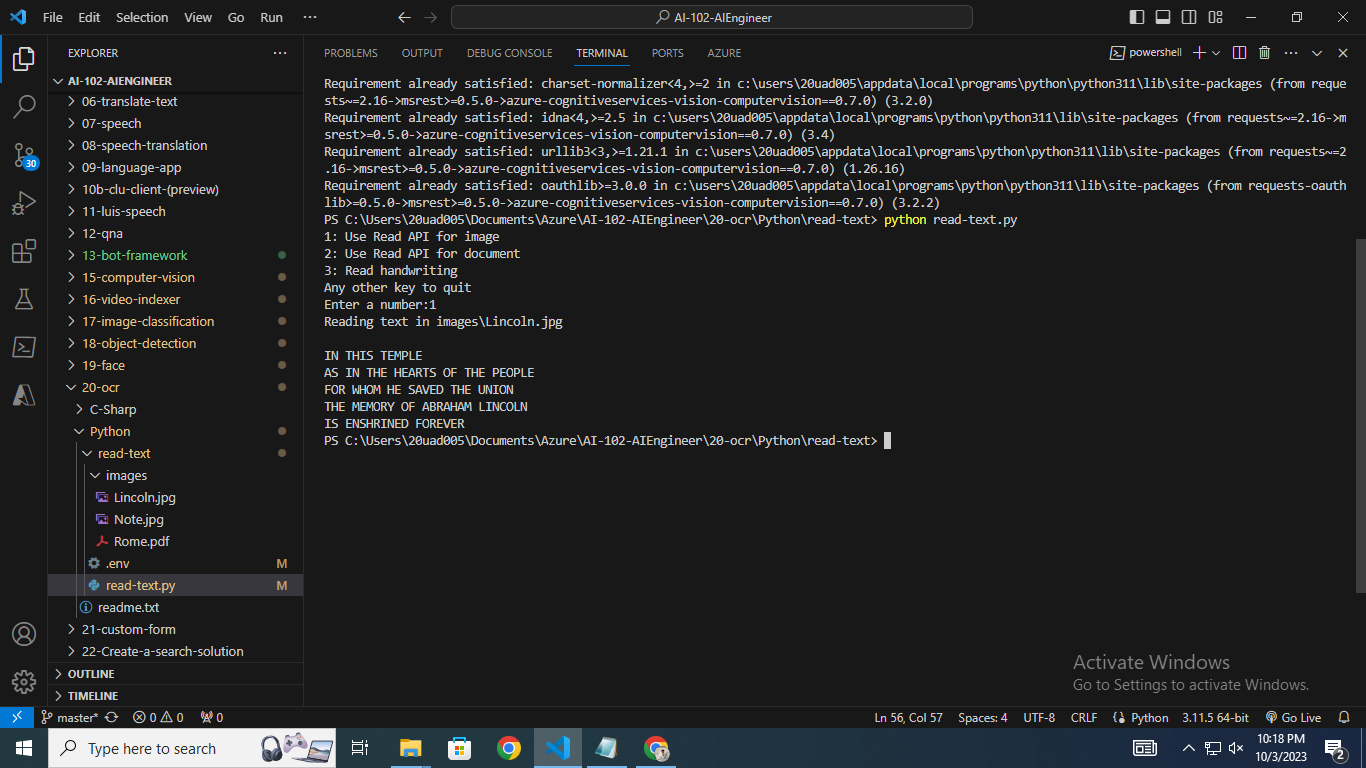 File Edit Selection View Go Run ···
AI-102-AIEngineer
EXPLORER ···
AI-102-AIENGINEER
06-translate-text
07-speech
08-speech-translation
09-language-app
10b-clu-client-(preview)
11-luis-speech
12-qna
13-bot-framework
15-computer-vision
16-video-indexer
17-image-classification
18-object-detection
19-face
20-ocr
C-Sharp
Python
read-text
images
Lincoln.jpg
Note.jpg
Rome.pdf
.env M
read-text.py M
readme.txt
21-custom-form
22-Create-a-search-solution
OUTLINE
TIMELINE
30
PROBLEMS OUTPUT DEBUG CONSOLE TERMINAL PORTS AZURE
powershell
Requirement already satisfied: charset-normalizer<4,>=2 in c:\users\20uad005\appdata\local\programs\python\python311\lib\site-packages (from reque
sts~=2.16->msrest>=0.5.0->azure-cognitiveservices-vision-computervision==0.7.0) (3.2.0)
Requirement already satisfied: idna<4,>=2.5 in c:\users\20uad005\appdata\local\programs\python\python311\lib\site-packages (from requests~=2.16->m
srest>=0.5.0->azure-cognitiveservices-vision-computervision==0.7.0) (3.4)
Requirement already satisfied: urllib3<3,>=1.21.1 in c:\users\20uad005\appdata\local\programs\python\python311\lib\site-packages (from requests~=2
.16->msrest>=0.5.0->azure-cognitiveservices-vision-computervision==0.7.0) (1.26.16)
Requirement already satisfied: oauthlib>=3.0.0 in c:\users\20uad005\appdata\local\programs\python\python311\lib\site-packages (from requests-oauth
lib>=0.5.0->msrest>=0.5.0->azure-cognitiveservices-vision-computervision==0.7.0) (3.2.2)
PS C:\Users\20uad005\Documents\Azure\AI-102-AIEngineer\20-ocr\Python\read-text> python read-text.py
1: Use Read API for image
2: Use Read API for document
3: Read handwriting
Any other key to quit
Enter a number:1
Reading text in images\Lincoln.jpg
IN THIS TEMPLE
AS IN THE HEARTS OF THE PEOPLE
FOR WHOM HE SAVED THE UNION
THE MEMORY OF ABRAHAM LINCOLN
IS ENSHRINED FOREVER
PS C:\Users\20uad005\Documents\Azure\AI-102-AIEngineer\20-ocr\Python\read-text>
Activate Windows
Go to Settings to activate Windows.
master* 0 0 0
Ln 56, Col 57 Spaces: 4 UTF-8 CRLF Python 3.11.5 64-bit Go Live
Type here to search
10:18 PM
10/3/2023
2